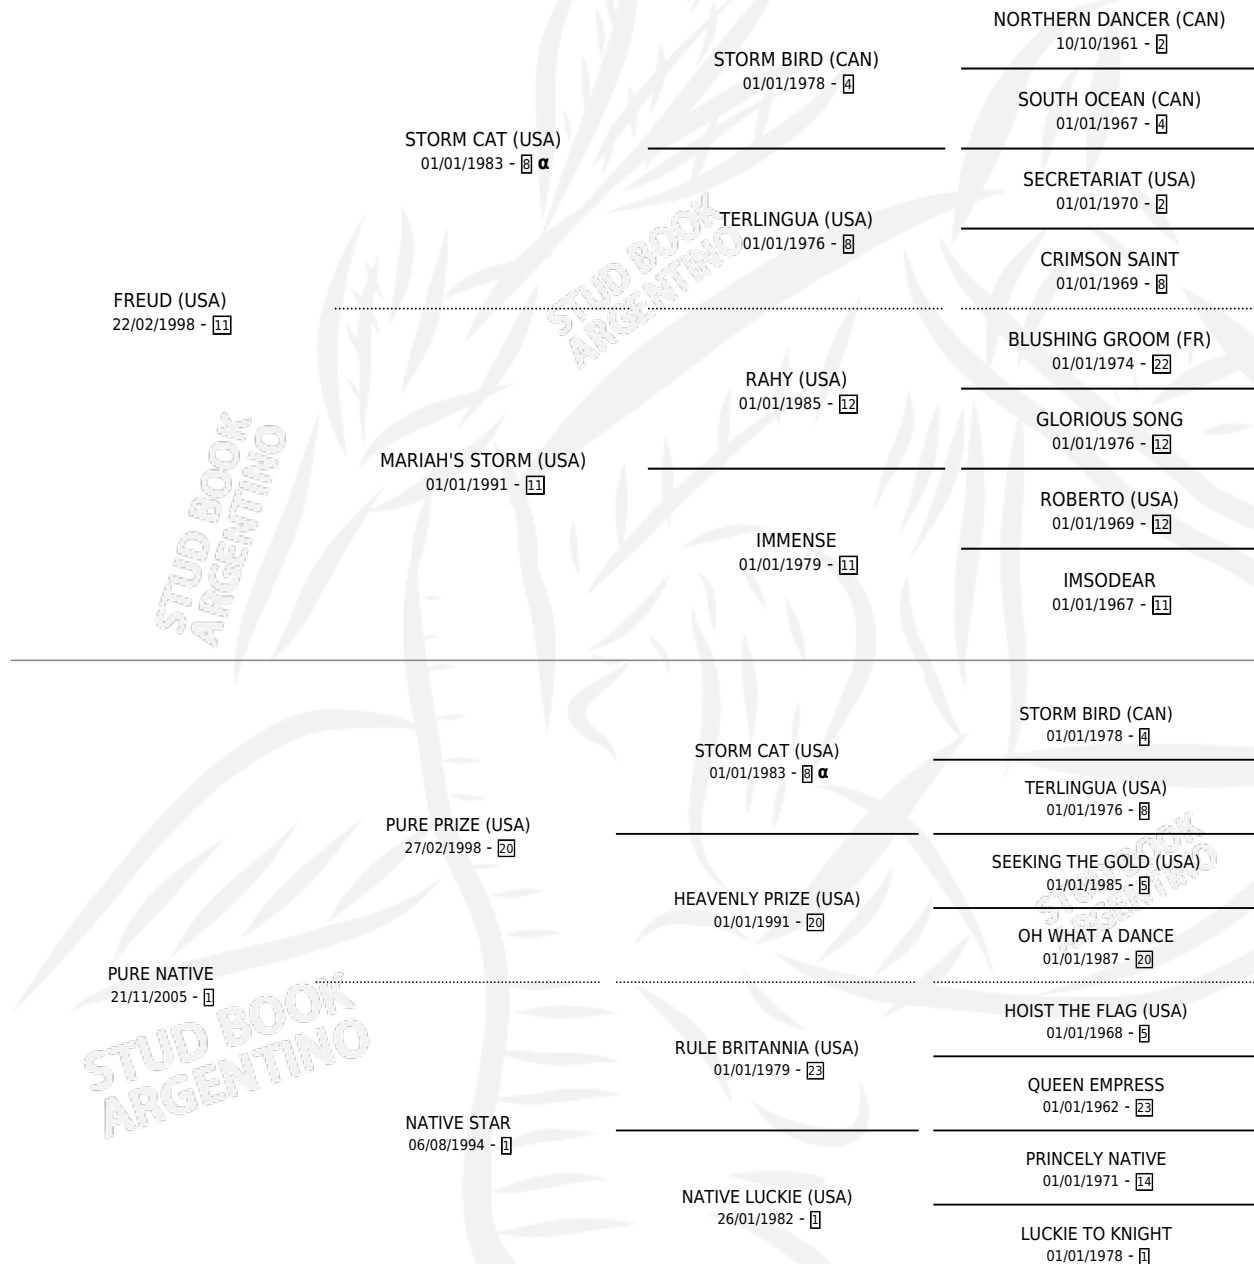 NORTHERN DANCER (CAN)
10/10/1961 - 2
STORM BIRD (CAN)
01/01/1978 - 4
SOUTH OCEAN (CAN)
01/01/1967 - 4
STORM CAT (USA)
01/01/1983 - 8 α
SECRETARIAT (USA)
01/01/1970 - 2
TERLINGUA (USA)
01/01/1976 - 8
CRIMSON SAINT
01/01/1969 - 8
FREUD (USA)
22/02/1998 - 11
BLUSHING GROOM (FR)
01/01/1974 - 22
RAHY (USA)
01/01/1985 - 12
GLORIOUS SONG
01/01/1976 - 12
MARIAH'S STORM (USA)
01/01/1991 - 11
ROBERTO (USA)
01/01/1969 - 12
IMMENSE
01/01/1979 - 11
IMSODEAR
01/01/1967 - 11
STORM BIRD (CAN)
01/01/1978 - 4
STORM CAT (USA)
01/01/1983 - 8 α
TERLINGUA (USA)
01/01/1976 - 8
PURE PRIZE (USA)
27/02/1998 - 20
SEEKING THE GOLD (USA)
01/01/1985 - 5
HEAVENLY PRIZE (USA)
01/01/1991 - 20
OH WHAT A DANCE
01/01/1987 - 20
PURE NATIVE
21/11/2005 - 1
HOIST THE FLAG (USA)
01/01/1968 - 5
RULE BRITANNIA (USA)
01/01/1979 - 23
QUEEN EMPRESS
01/01/1962 - 23
NATIVE STAR
06/08/1994 - 1
PRINCELY NATIVE
01/01/1971 - 14
NATIVE LUCKIE (USA)
26/01/1982 - 1
LUCKIE TO KNIGHT
01/01/1978 - 1
STUD BOOK
ARGENTINO
STUD BOOK
ARGENTINO
STUD BOOK
ARGENTINO
STUD BOOK
ARGENTINO